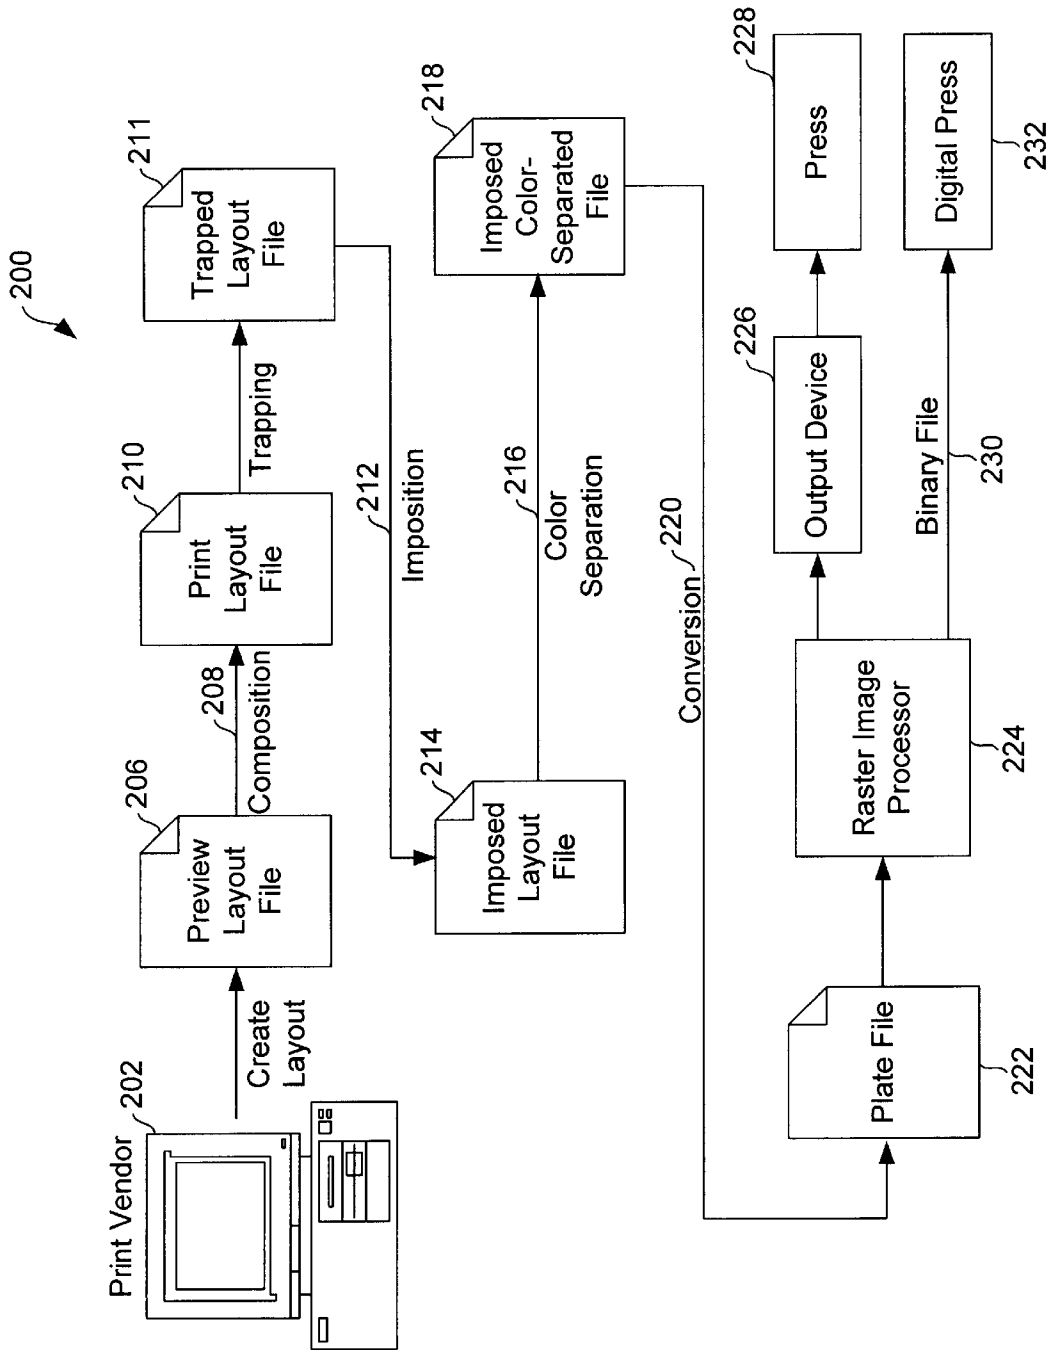 200
Print Vendor
202
Create
Layout
206
Preview
Layout
File
208
Composition
210
Print
Layout
File
Trapping
211
Trapped
Layout
File
212
Imposition
214
Imposed
Layout
File
216
Color
Separation
218
Imposed
Color-
Separated
File
220
Conversion
Plate File
222
Raster Image
Processor
224
Output Device
226
Press
228
Binary File
230
Digital Press
232